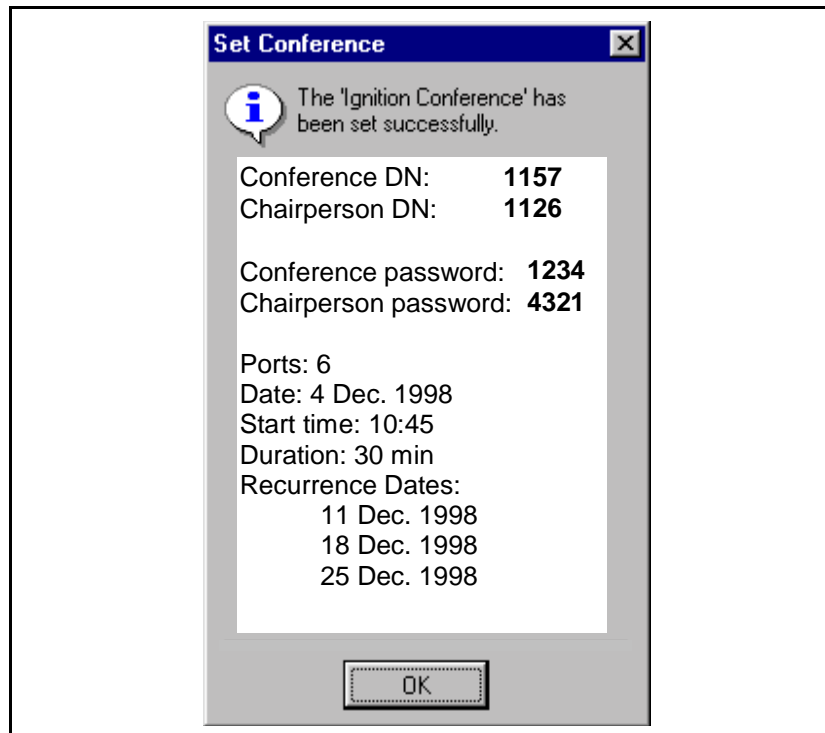 Set Conference
The 'Ignition Conference' has
been set successfully.
Conference DN: 1157
Chairperson DN: 1126
Conference password: 1234
Chairperson password: 4321
Ports: 6
Date: 4 Dec. 1998
Start time: 10:45
Duration: 30 min
Recurrence Dates:
11 Dec. 1998
18 Dec. 1998
25 Dec. 1998
OK